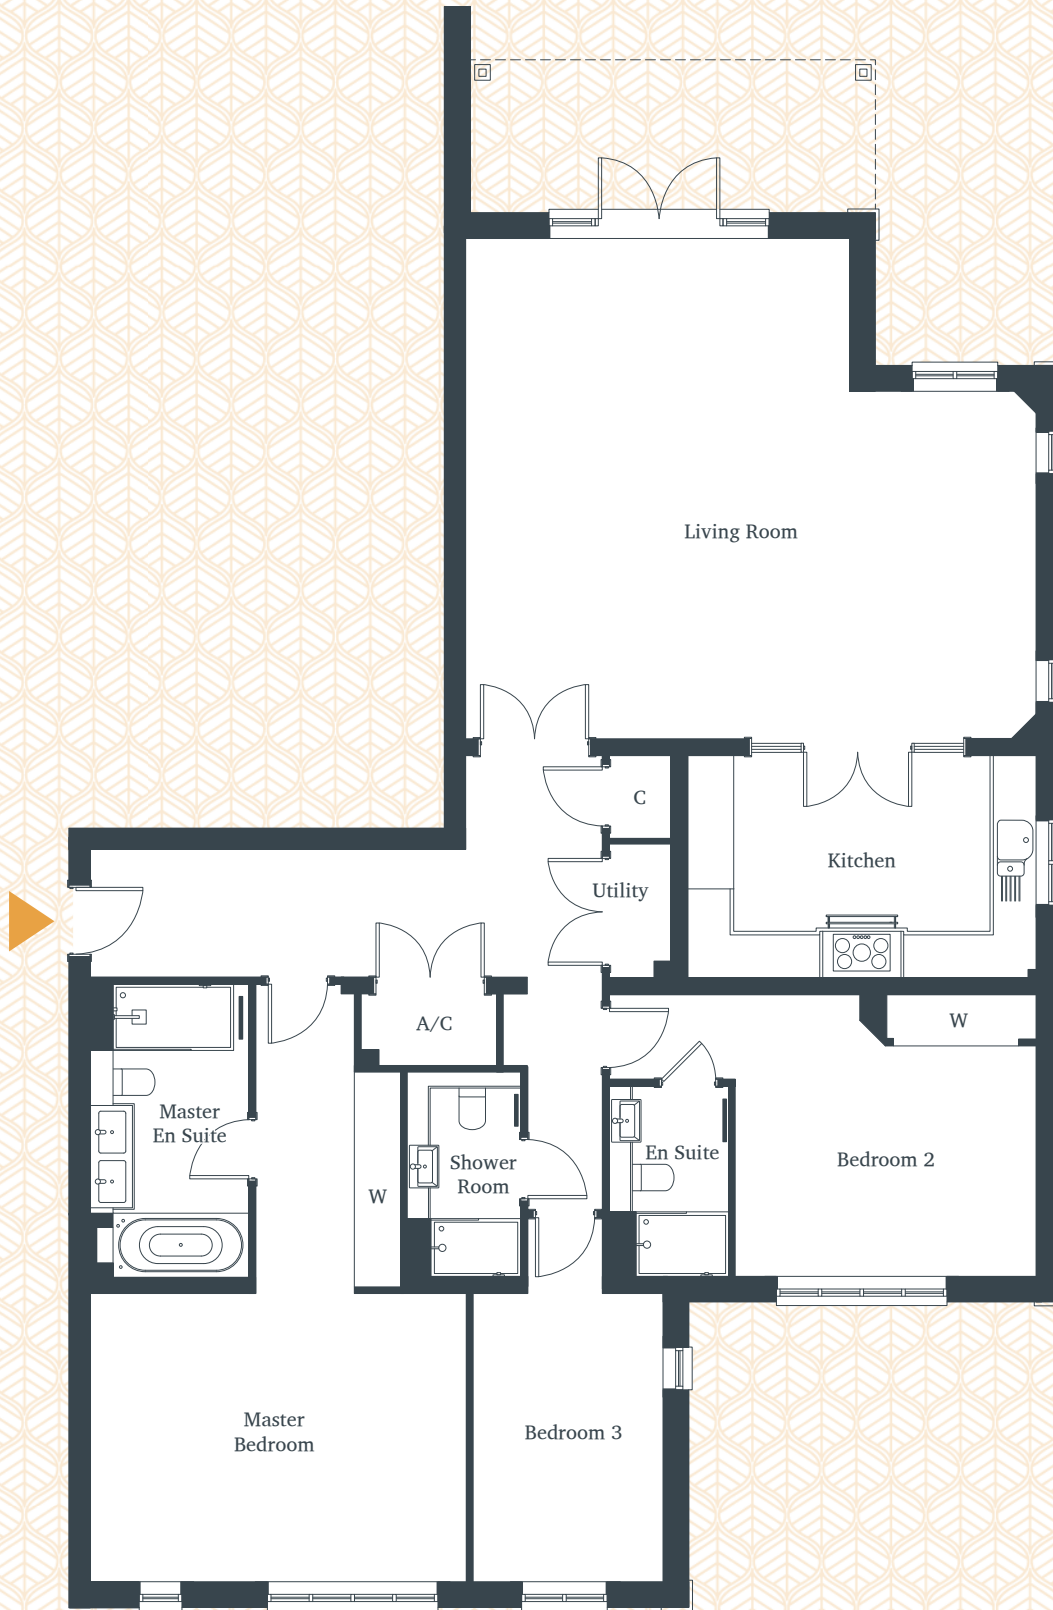 Living Room
C
Kitchen
Utility
A/C
W
Master
En Suite
En Suite
Bedroom 2
Shower
Room
W
Master
Bedroom
Bedroom 3